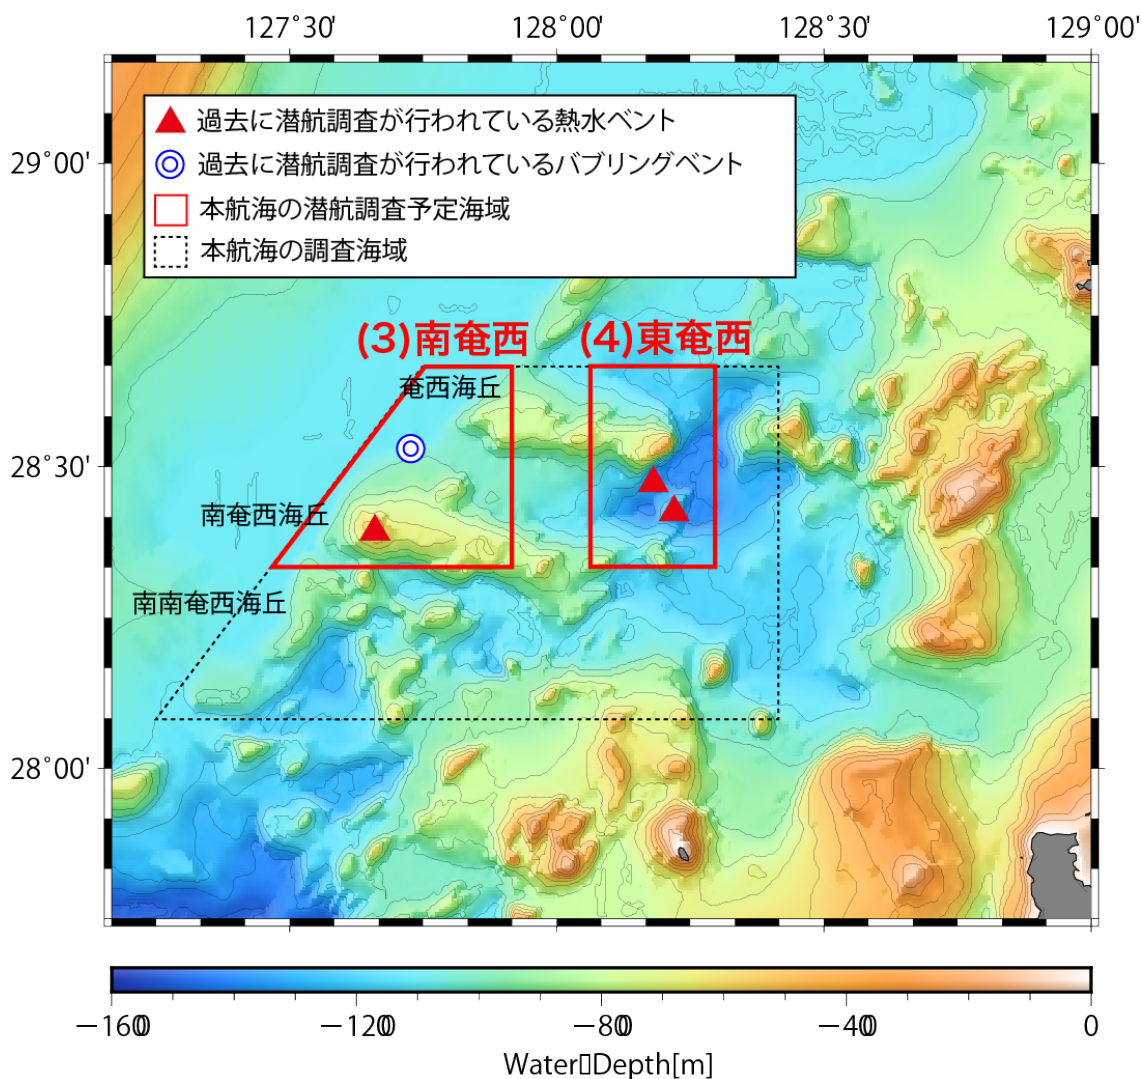 127˚30' 128˚00' 128˚30' 129˚00'
過去に潜航調査が行われている熱水ベント
過去に潜航調査が行われているバブリングベント
本航海の潜航調査予定海域
本航海の調査海域
29˚00'
(3)南奄西 (4)東奄西
奄西海丘
28˚30'
南奄西海丘
南南奄西海丘
28˚00'
−1600 −1200 −800 −400 0
Water▯Depth[m]